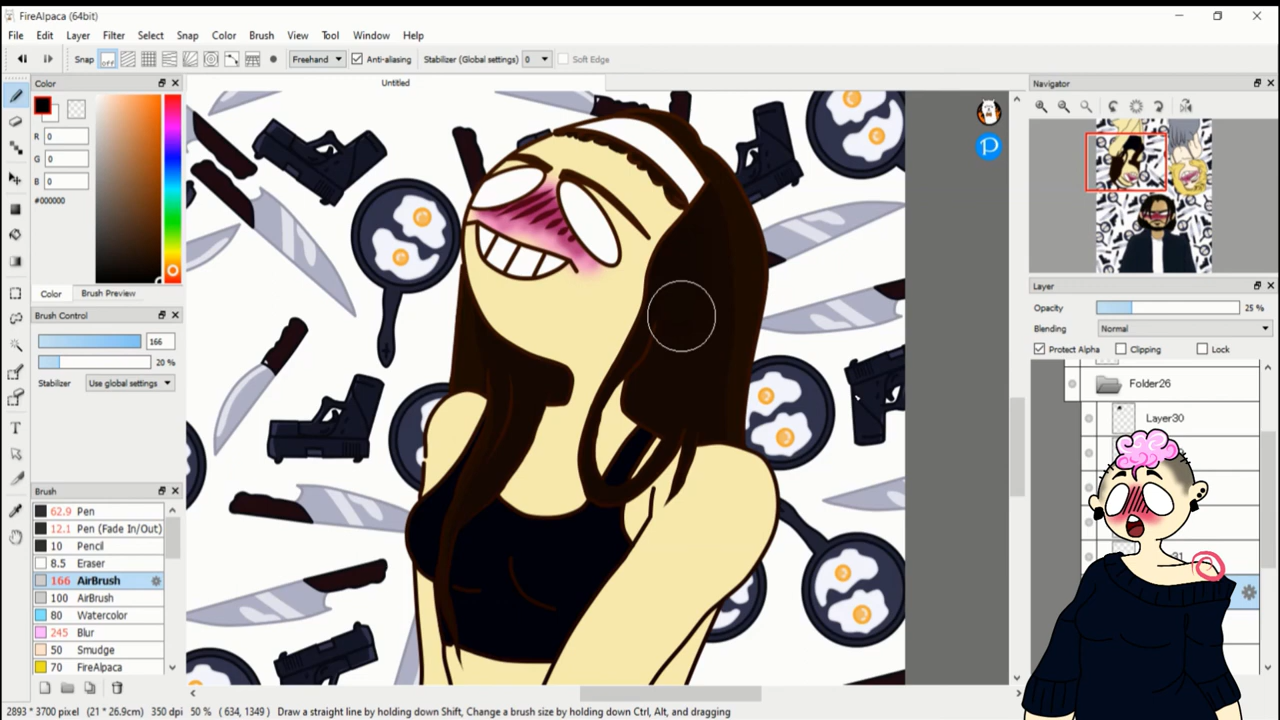 FireAlpaca (64bit)
File Edit Layer Filter Select Snap Color Brush View Tool Window Help
Snap off Freehand Anti-aliasing Stabilizer (Global settings) 0 Soft Edge
Color
Untitled
Navigator
R 0
G 0
B 0
#000000
Color Brush Preview
Brush Control
166
20 %
Stabilizer Use global settings
Layer
Opacity 25 %
Blending Normal
Protect Alpha Clipping Lock
Folder26
Layer30
Brush
62.9 Pen
12.1 Pen (Fade In/Out)
10 Pencil
8.5 Eraser
166 AirBrush
100 AirBrush
80 Watercolor
245 Blur
50 Smudge
70 FireAlpaca
2893 * 3700 pixel (21 * 26.9cm) 350 dpi 50 % ( 634, 1349 ) Draw a straight line by holding down Shift, Change a brush size by holding down Ctrl, Alt, and dragging